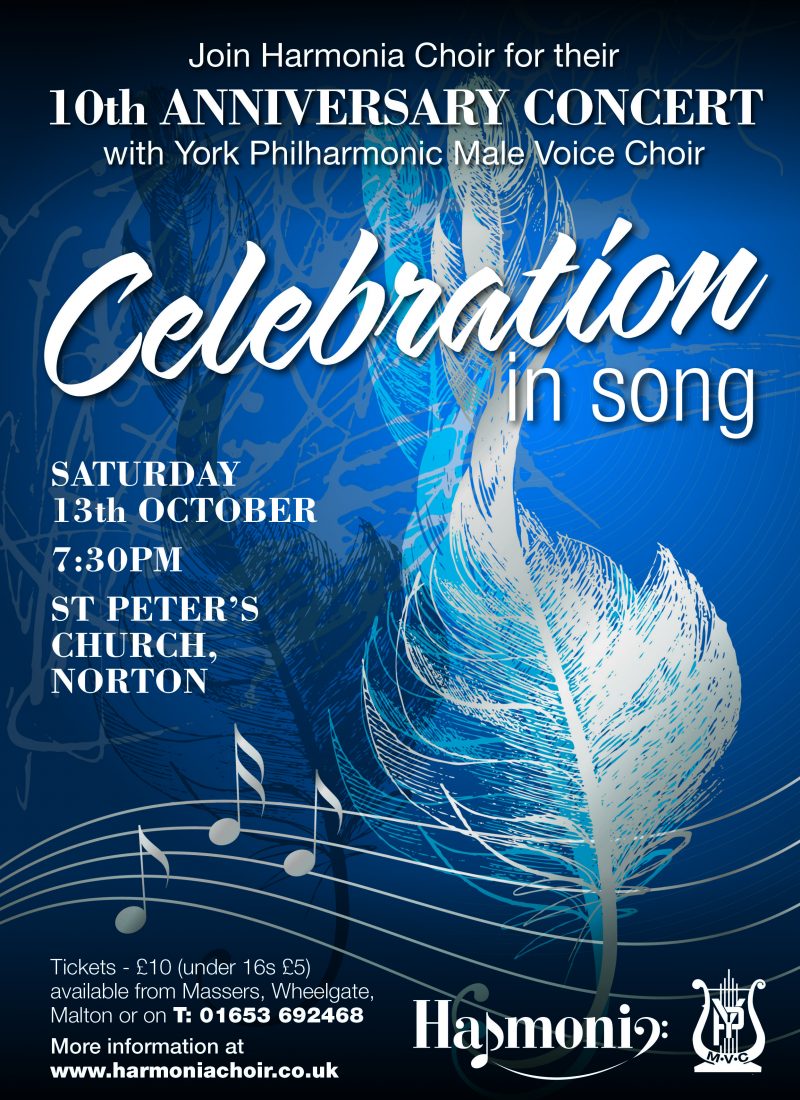 Join Harmonia Choir for their
10th ANNIVERSARY CONCERT
with York Philharmonic Male Voice Choir
Celebration
in song
SATURDAY
13th OCTOBER
7:30PM
ST PETER'S
CHURCH,
NORTON
Tickets - £10 (under 16s £5)
available from Massers, Wheelgate,
Malton or on T: 01653 692468
More information at
www.harmoniachoir.co.uk
Harmonia
YP
M·V·C